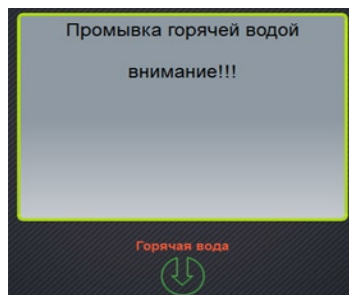 Промывка горячей водой
внимание!!!
Горячая вода